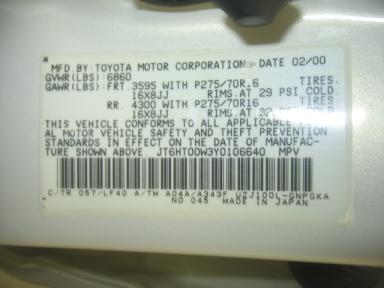 MFD.BY:TOYOTA MOTOR CORPORATION DATE 02/00
GVWR(LBS):6860
GAWR(LBS):FRT.3595 WITH P275/70R16 TIRES.
16X8JJ RIMS.AT 29 PSI COLD.
RR. 4300 WITH P275/70R16 TIRES.
16X8JJ RIMS.AT PSI COLD.
THIS VEHICLE CONFORMS TO ALL APPLICABLE
AL MOTOR VEHICLE SAFETY AND THEFT PREVENTION
STANDARDS IN EFFECT ON THE DATE OF MANUFAC-
TURE SHOWN ABOVE. JT6HT00W3Y0106640 MPV
C/TR 057/LF40 A/TM A04A/A343F UZJ100L-GNPGKA
NO 045 MADE IN JAPAN